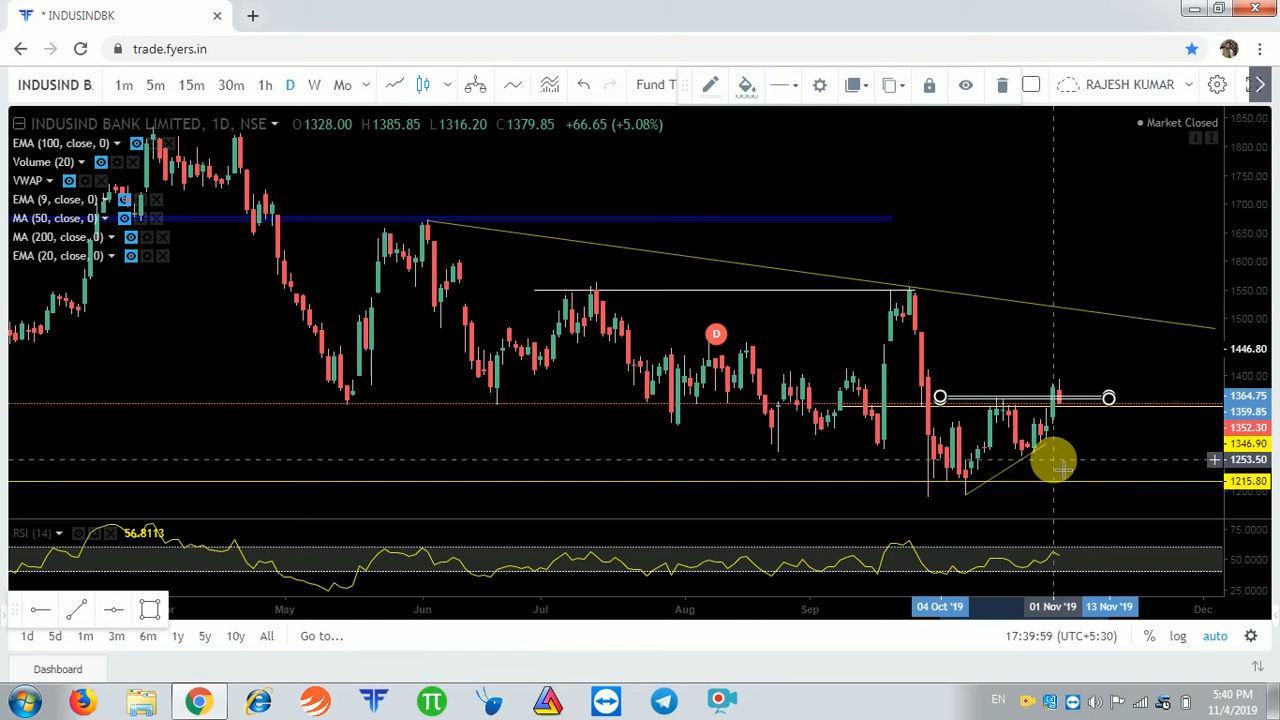 * INDUSINDBK
trade.fyers.in
INDUSIND B. 1m 5m 15m 30m 1h D W Mo Fund T RAJESH KUMAR
INDUSIND BANK LIMITED, 1D, NSE O1328.00 H1385.85 L1316.20 C1379.85 +66.65 (+5.08%)
Market Closed
EMA (100, close, 0)
Volume (20)
VWAP
EMA (9, close, 0)
MA (50, close, 0)
MA (200, close, 0)
EMA (20, close, 0)
D
1850.00
1800.00
1750.00
1700.00
1650.00
1600.00
1550.00
1500.00
1446.80
1400.00
1364.75
1359.85
1352.30
1346.90
1253.50
1215.80
1200.00
RSI (14) 56.8113
75.0000
50.0000
25.0000
May Jun Jul Aug Sep 04 Oct '19 01 Nov '19 13 Nov '19 Dec
1d 5d 1m 3m 6m 1y 5y 10y All Go to... 17:39:59 (UTC+5:30) % log auto
Dashboard
EN
5:40 PM
11/4/2019